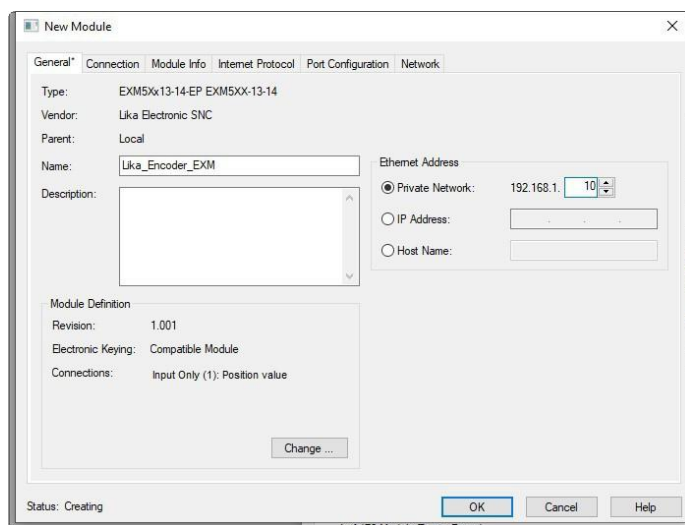 New Module
General* Connection Module Info Internet Protocol Port Configuration Network
Type: EXM5Xx13-14-EP EXM5XX-13-14
Vendor: Lika Electronic SNC
Parent: Local
Name: Lika_Encoder_EXM
Description:
Ethernet Address
Private Network: 192.168.1. 10
IP Address: . . .
Host Name:
Module Definition
Revision: 1.001
Electronic Keying: Compatible Module
Connections: Input Only (1): Position value
Change ...
Status: Creating
OK Cancel Help